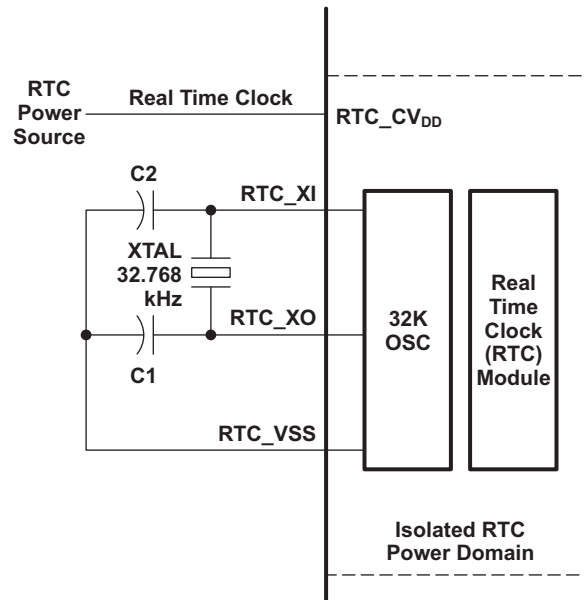 RTC
Power
Source
Real Time Clock
RTC_CVDD
C2
RTC_XI
XTAL
32.768
kHz
RTC_XO
C1
RTC_VSS
32K
OSC
Real
Time
Clock
(RTC)
Module
Isolated RTC
Power Domain